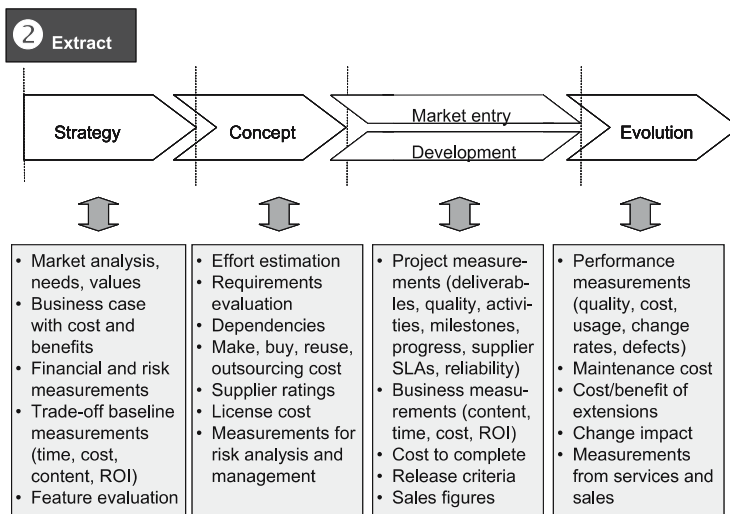 2 Extract
Strategy
Concept
Market entry
Development
Evolution
• Market analysis,
needs, values
• Business case
with cost and
benefits
• Financial and risk
measurements
• Trade-off baseline
measurements
(time, cost,
content, ROI)
• Feature evaluation
• Effort estimation
• Requirements
evaluation
• Dependencies
• Make, buy, reuse,
outsourcing cost
• Supplier ratings
• License cost
• Measurements for
risk analysis and
management
• Project measure-
ments (deliverab-
les, quality, activi-
ties, milestones,
progress, supplier
SLAs, reliability)
• Business measu-
rements (content,
time, cost, ROI)
• Cost to complete
• Release criteria
• Sales figures
• Performance
measurements
(quality, cost,
usage, change
rates, defects)
• Maintenance cost
• Cost/benefit of
extensions
• Change impact
• Measurements
from services and
sales